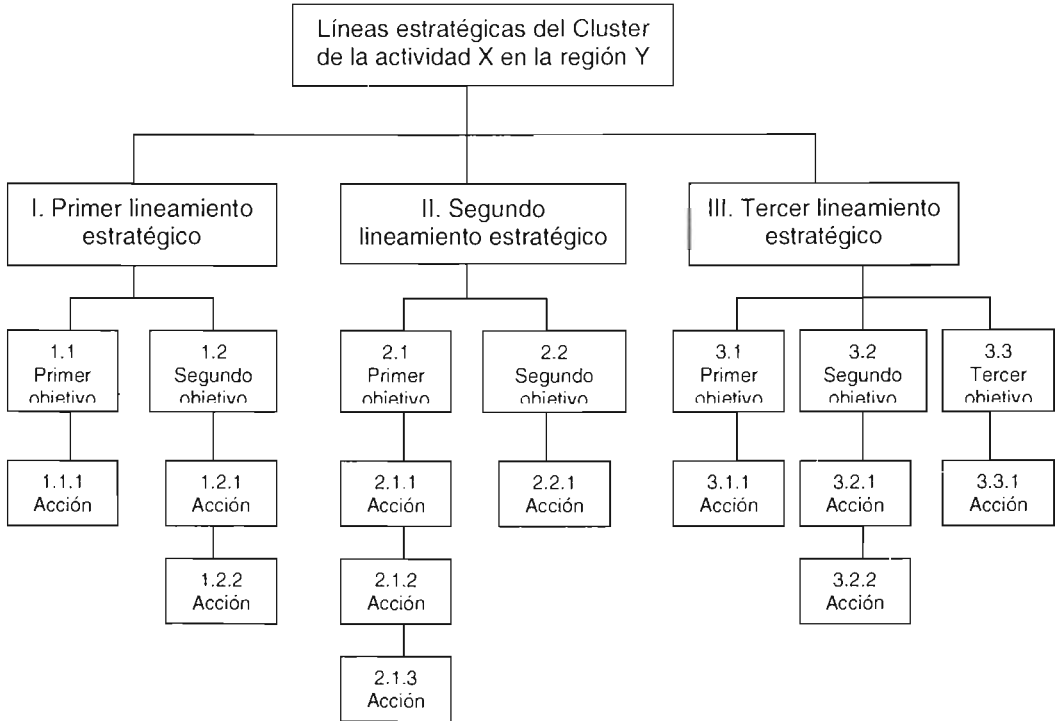 Líneas estratégicas del Cluster
de la actividad X en la región Y
I. Primer lineamiento
estratégico
II. Segundo
lineamiento estratégico
III. Tercer lineamiento
estratégico
1.1
Primer
objetivo
1.2
Segundo
objetivo
2.1
Primer
objetivo
2.2
Segundo
objetivo
3.1
Primer
objetivo
3.2
Segundo
objetivo
3.3
Tercer
objetivo
1.1.1
Acción
1.2.1
Acción
2.1.1
Acción
2.2.1
Acción
3.1.1
Acción
3.2.1
Acción
3.3.1
Acción
1.2.2
Acción
2.1.2
Acción
3.2.2
Acción
2.1.3
Acción